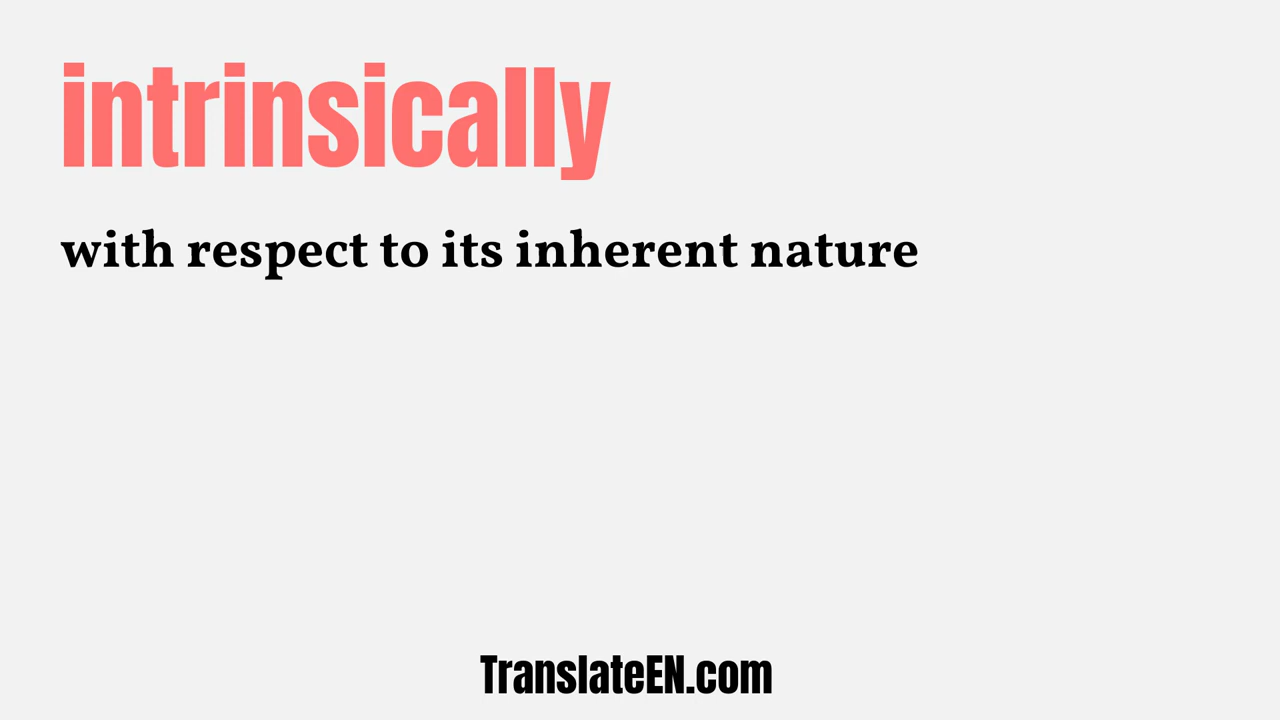 intrinsically
with respect to its inherent nature
TranslateEN.com